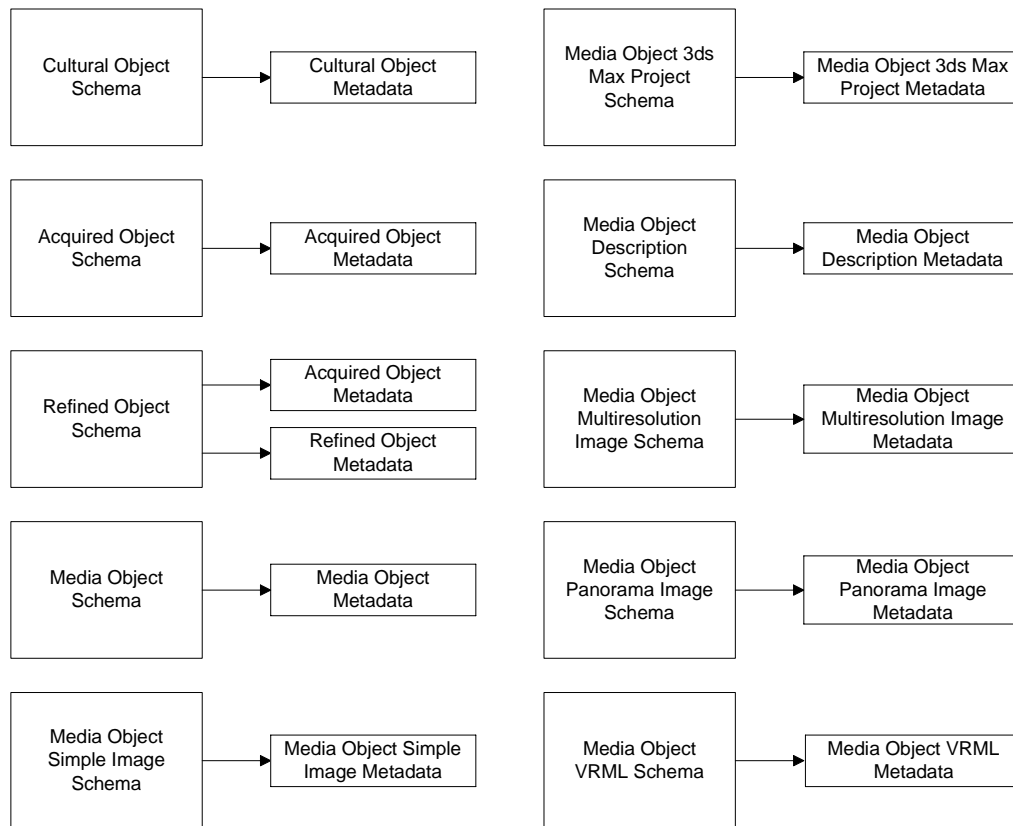 Cultural Object
Schema
Cultural Object
Metadata
Acquired Object
Schema
Acquired Object
Metadata
Refined Object
Schema
Acquired Object
Metadata
Refined Object
Metadata
Media Object
Schema
Media Object
Metadata
Media Object
Simple Image
Schema
Media Object Simple
Image Metadata
Media Object 3ds
Max Project
Schema
Media Object 3ds Max
Project Metadata
Media Object
Description
Schema
Media Object
Description Metadata
Media Object
Multiresolution
Image Schema
Media Object
Multiresolution Image
Metadata
Media Object
Panorama Image
Schema
Media Object
Panorama Image
Metadata
Media Object
VRML Schema
Media Object VRML
Metadata